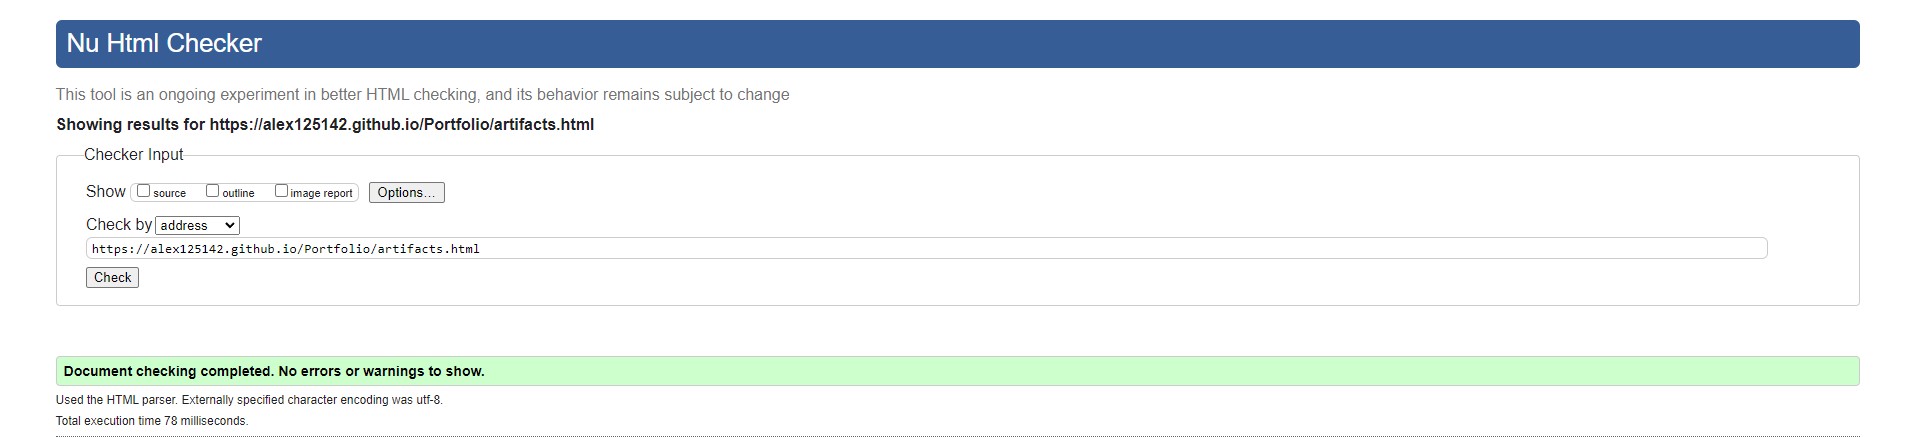 Nu Html Checker
This tool is an ongoing experiment in better HTML checking, and its behavior remains subject to change
Showing results for https://alex125142.github.io/Portfolio/artifacts.html
Checker Input
Show source outline image report Options...
Check by address
https://alex125142.github.io/Portfolio/artifacts.html
Check
Document checking completed. No errors or warnings to show.
Used the HTML parser. Externally specified character encoding was utf-8.
Total execution time 78 milliseconds.